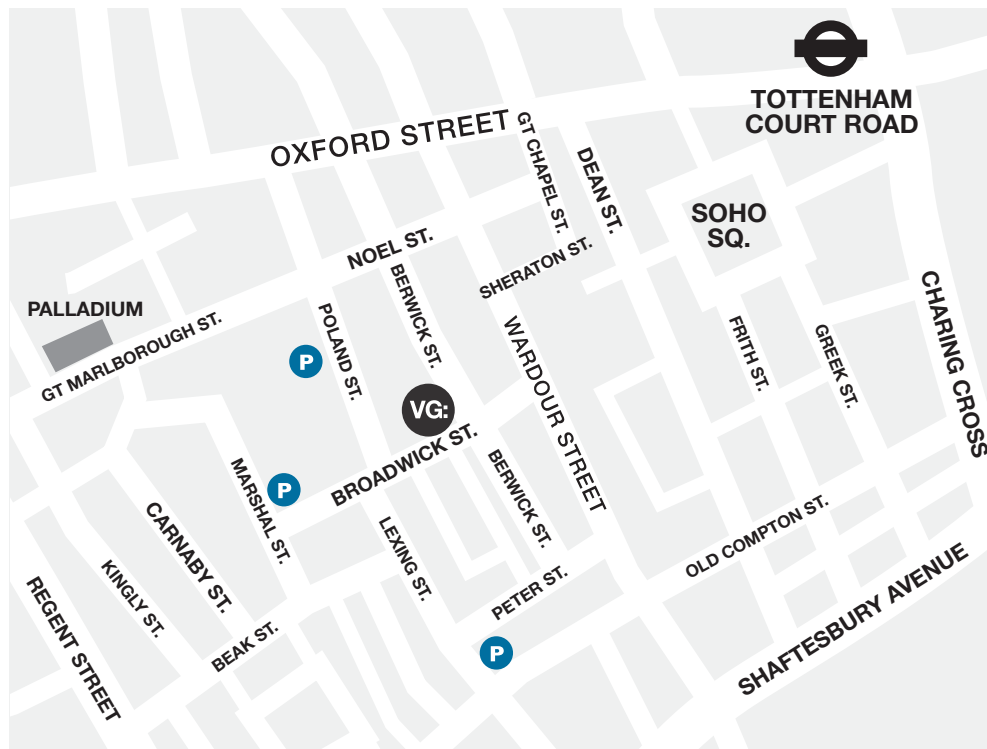 TOTTENHAM
COURT ROAD
OXFORD STREET
GT CHAPEL ST.
DEAN ST.
SOHO
SQ.
NOEL ST.
SHERATON ST.
BERWICK ST.
PALLADIUM
GT MARLBOROUGH ST.
POLAND ST.
P
WARDOUR STREET
FRITH ST.
GREEK ST.
CHARING CROSS
VG:
BROADWICK ST.
P
MARSHAL ST.
BERWICK ST.
CARNABY ST.
LEXING ST.
OLD COMPTON ST.
KINGLY ST.
PETER ST.
REGENT STREET
BEAK ST.
P
SHAFTESBURY AVENUE